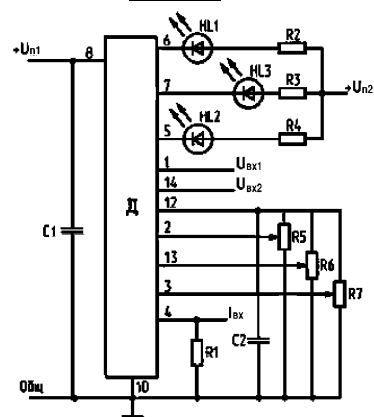 6 HL1 R2
+Uп1 8
7 HL3 R3 +Uп2
5 HL2 R4
1 Uвх1
14 Uвх2
12
C1 Д 2 R5
13 R6
3 R7
4 Iвх
R1 C2
Общ 10